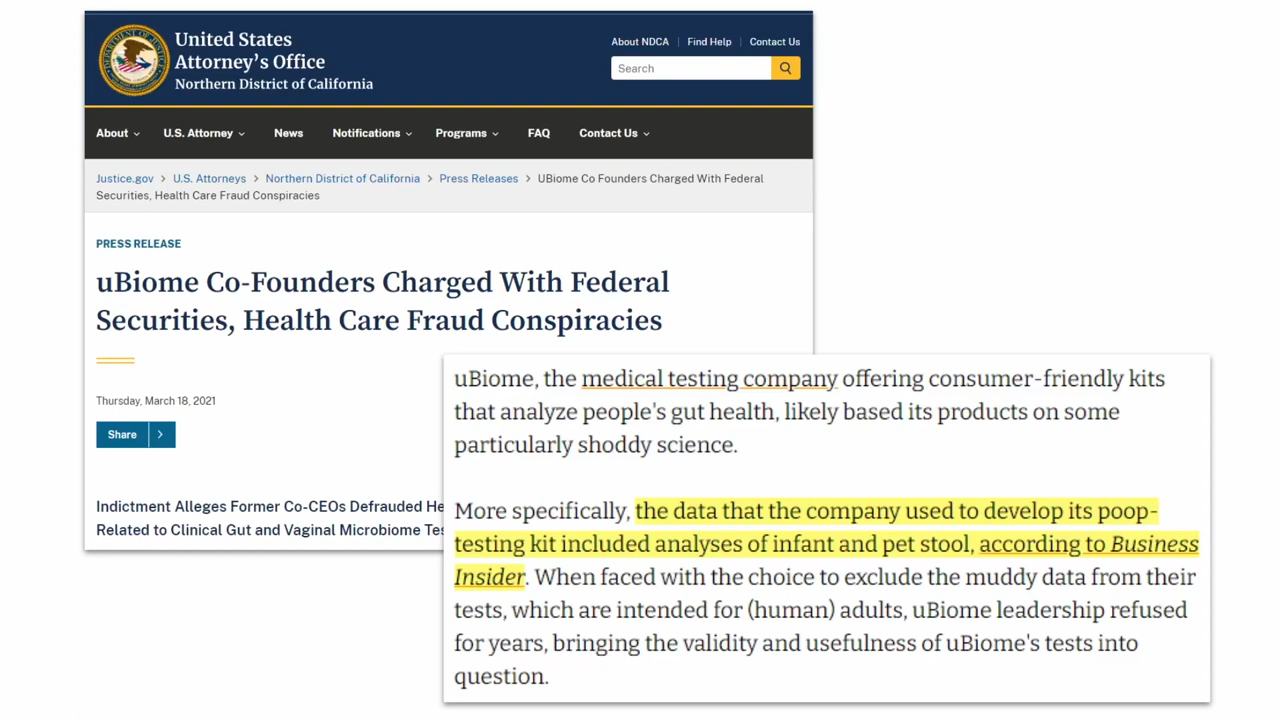 United States
Attorney's Office
Northern District of California
About NDCA | Find Help | Contact Us
Search
About U.S. Attorney News Notifications Programs FAQ Contact Us
Justice.gov > U.S. Attorneys > Northern District of California > Press Releases > UBiome Co Founders Charged With Federal
Securities, Health Care Fraud Conspiracies
PRESS RELEASE
uBiome Co-Founders Charged With Federal
Securities, Health Care Fraud Conspiracies
Thursday, March 18, 2021
Share >
Indictment Alleges Former Co-CEOs Defrauded He
Related to Clinical Gut and Vaginal Microbiome Tes
uBiome, the medical testing company offering consumer-friendly kits
that analyze people's gut health, likely based its products on some
particularly shoddy science.
More specifically, the data that the company used to develop its poop-
testing kit included analyses of infant and pet stool, according to Business
Insider. When faced with the choice to exclude the muddy data from their
tests, which are intended for (human) adults, uBiome leadership refused
for years, bringing the validity and usefulness of uBiome's tests into
question.